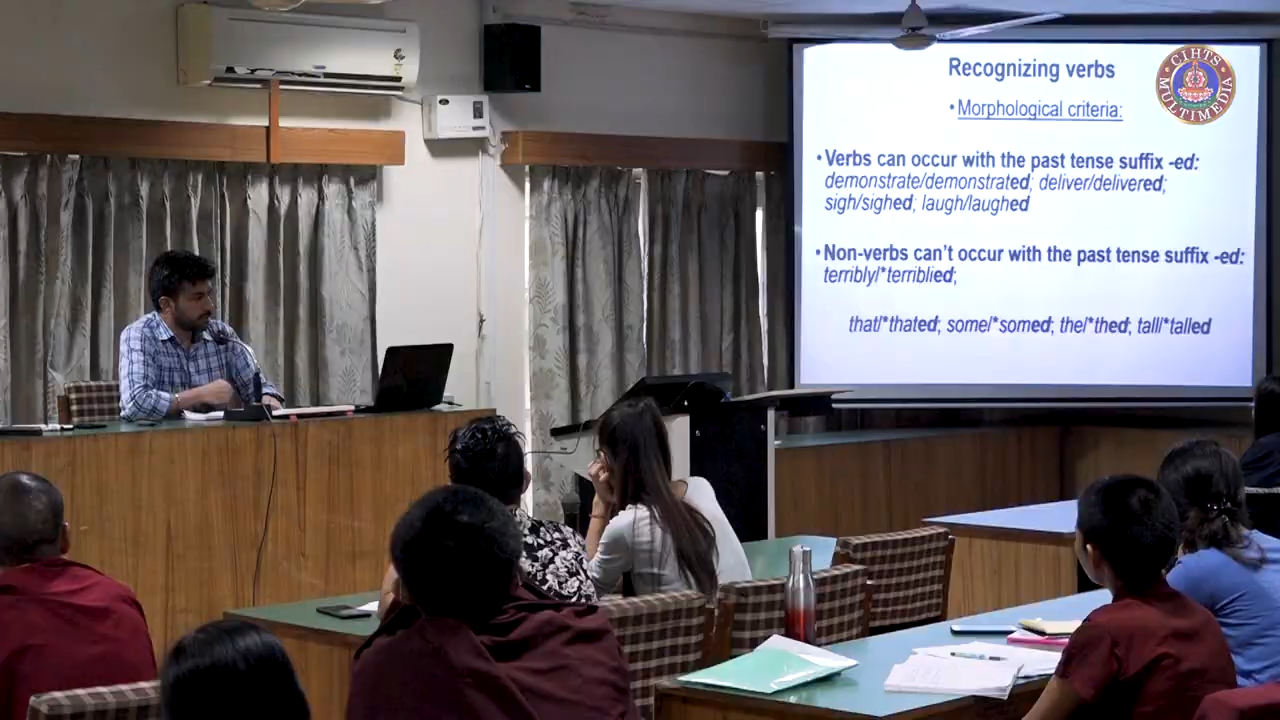 Recognizing verbs
CIHTS
MULTIMEDIA
•Morphological criteria:
•Verbs can occur with the past tense suffix -ed:
demonstrate/demonstrated; deliver/delivered;
sigh/sighed; laugh/laughed
•Non-verbs can't occur with the past tense suffix -ed:
terribly/*terriblied;
that/*thated; some/*somed; the/*thed; tall/*talled